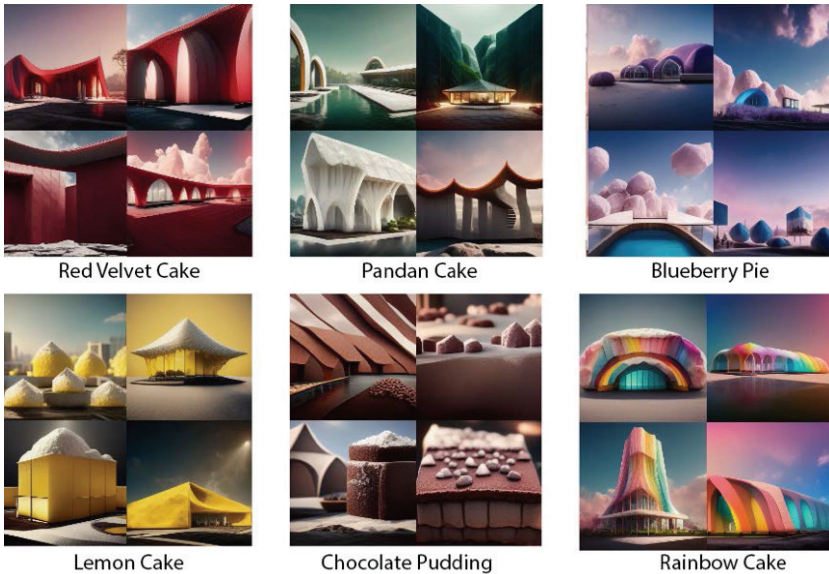 Red Velvet Cake
Pandan Cake
Blueberry Pie
Lemon Cake
Chocolate Pudding
Rainbow Cake